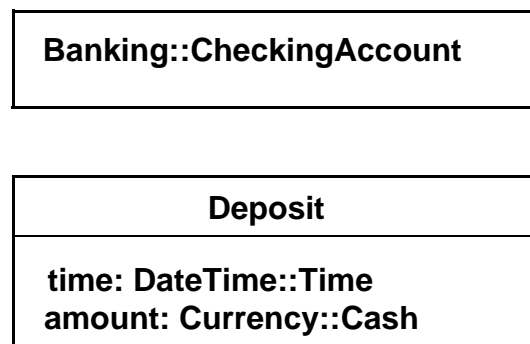 Banking::CheckingAccount
Deposit
time: DateTime::Time
amount: Currency::Cash